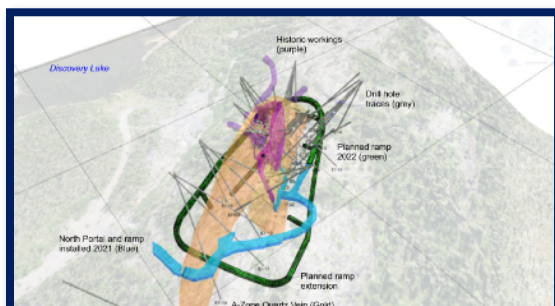 Historic workings
(purple)
Discovery Lake
Drill hole
traces (grey)
Planned ramp
2022 (green)
North Portal and ramp
installed 2021 (Blue)
Planned ramp
extension
A-Zone Quartz Vein (Gold)